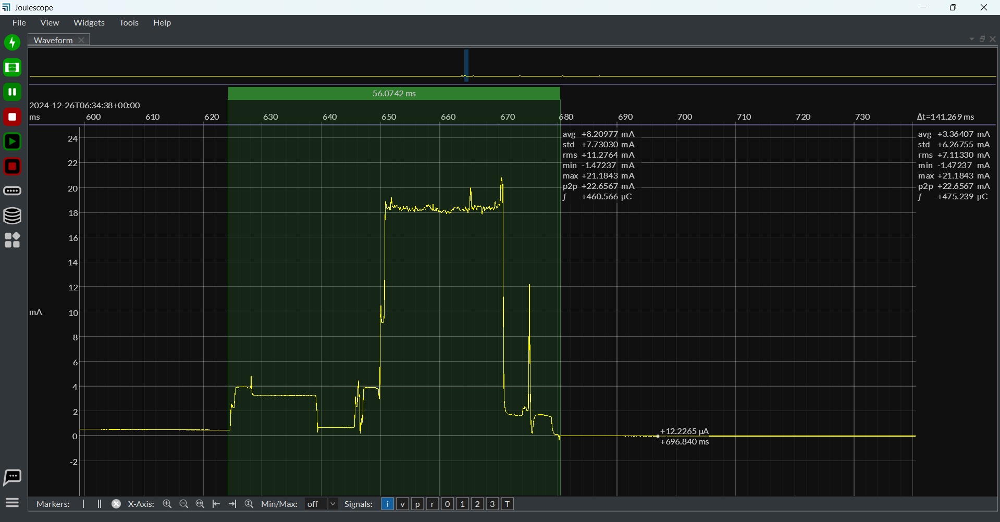 Joulescope
File View Widgets Tools Help
Waveform
56.0742 ms
2024-12-26T06:34:38+00:00
ms 600 610 620 630 640 650 660 670 680 690 700 710 720 730 Δt=141.269 ms
avg +8.20977 mA
std +7.73030 mA
rms +11.2764 mA
min -1.47237 mA
max +21.1843 mA
p2p +22.6567 mA
∫ +460.566 µC
avg +3.36407 mA
std +6.26755 mA
rms +7.11330 mA
min -1.47237 mA
max +21.1843 mA
p2p +22.6567 mA
∫ +475.239 µC
24
22
20
18
16
14
12
mA 10
8
6
4
2
0
-2
+12.2265 µA
+696.840 ms
Markers: X-Axis: Min/Max: off Signals: i v p r 0 1 2 3 T